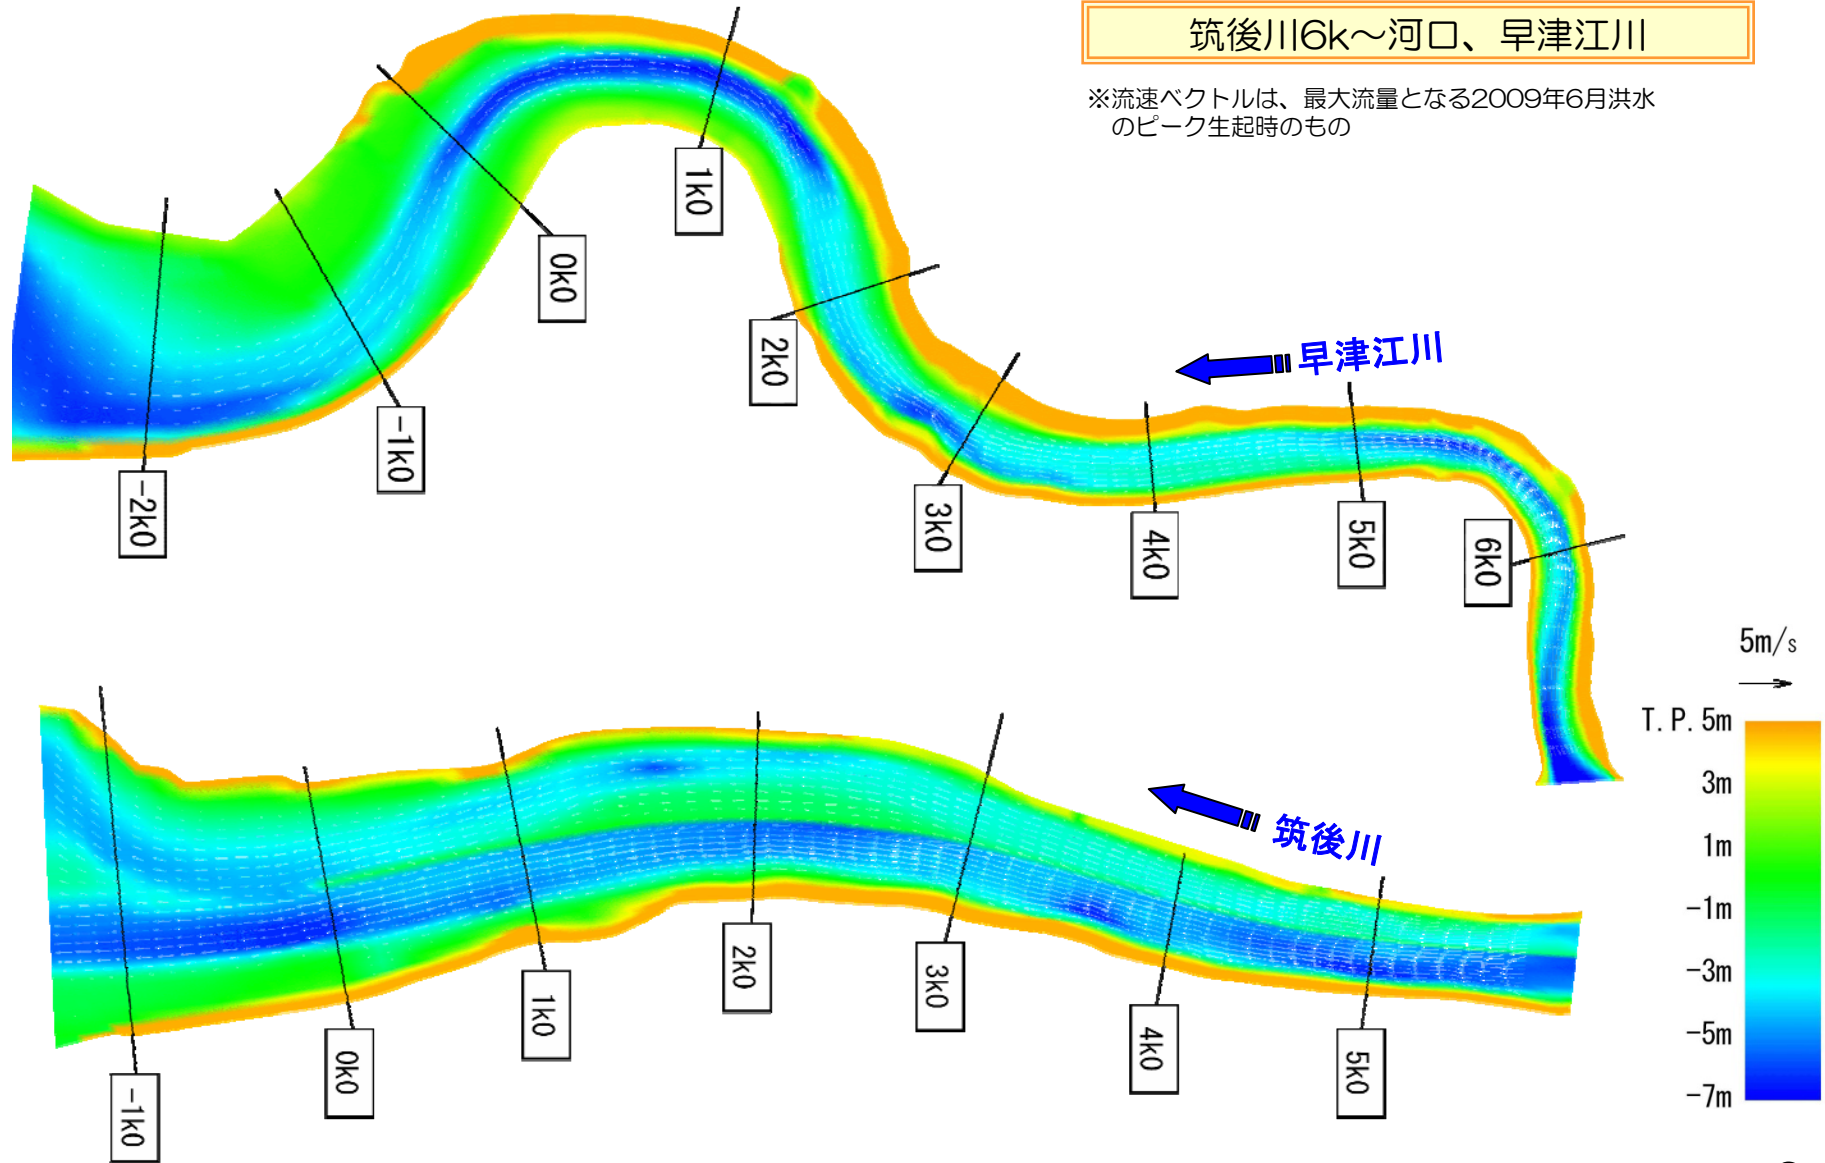 筑後川6k～河口、早津江川
※流速ベクトルは、最大流量となる2009年6月洪水
のピーク生起時のもの
1k0
0k0
2k0
早津江川
-1k0
-2k0
3k0
4k0
5k0
6k0
5m/s
T.P. 5m
3m
1m
-1m
-3m
-5m
-7m
筑後川
2k0
3k0
1k0
4k0
5k0
0k0
-1k0